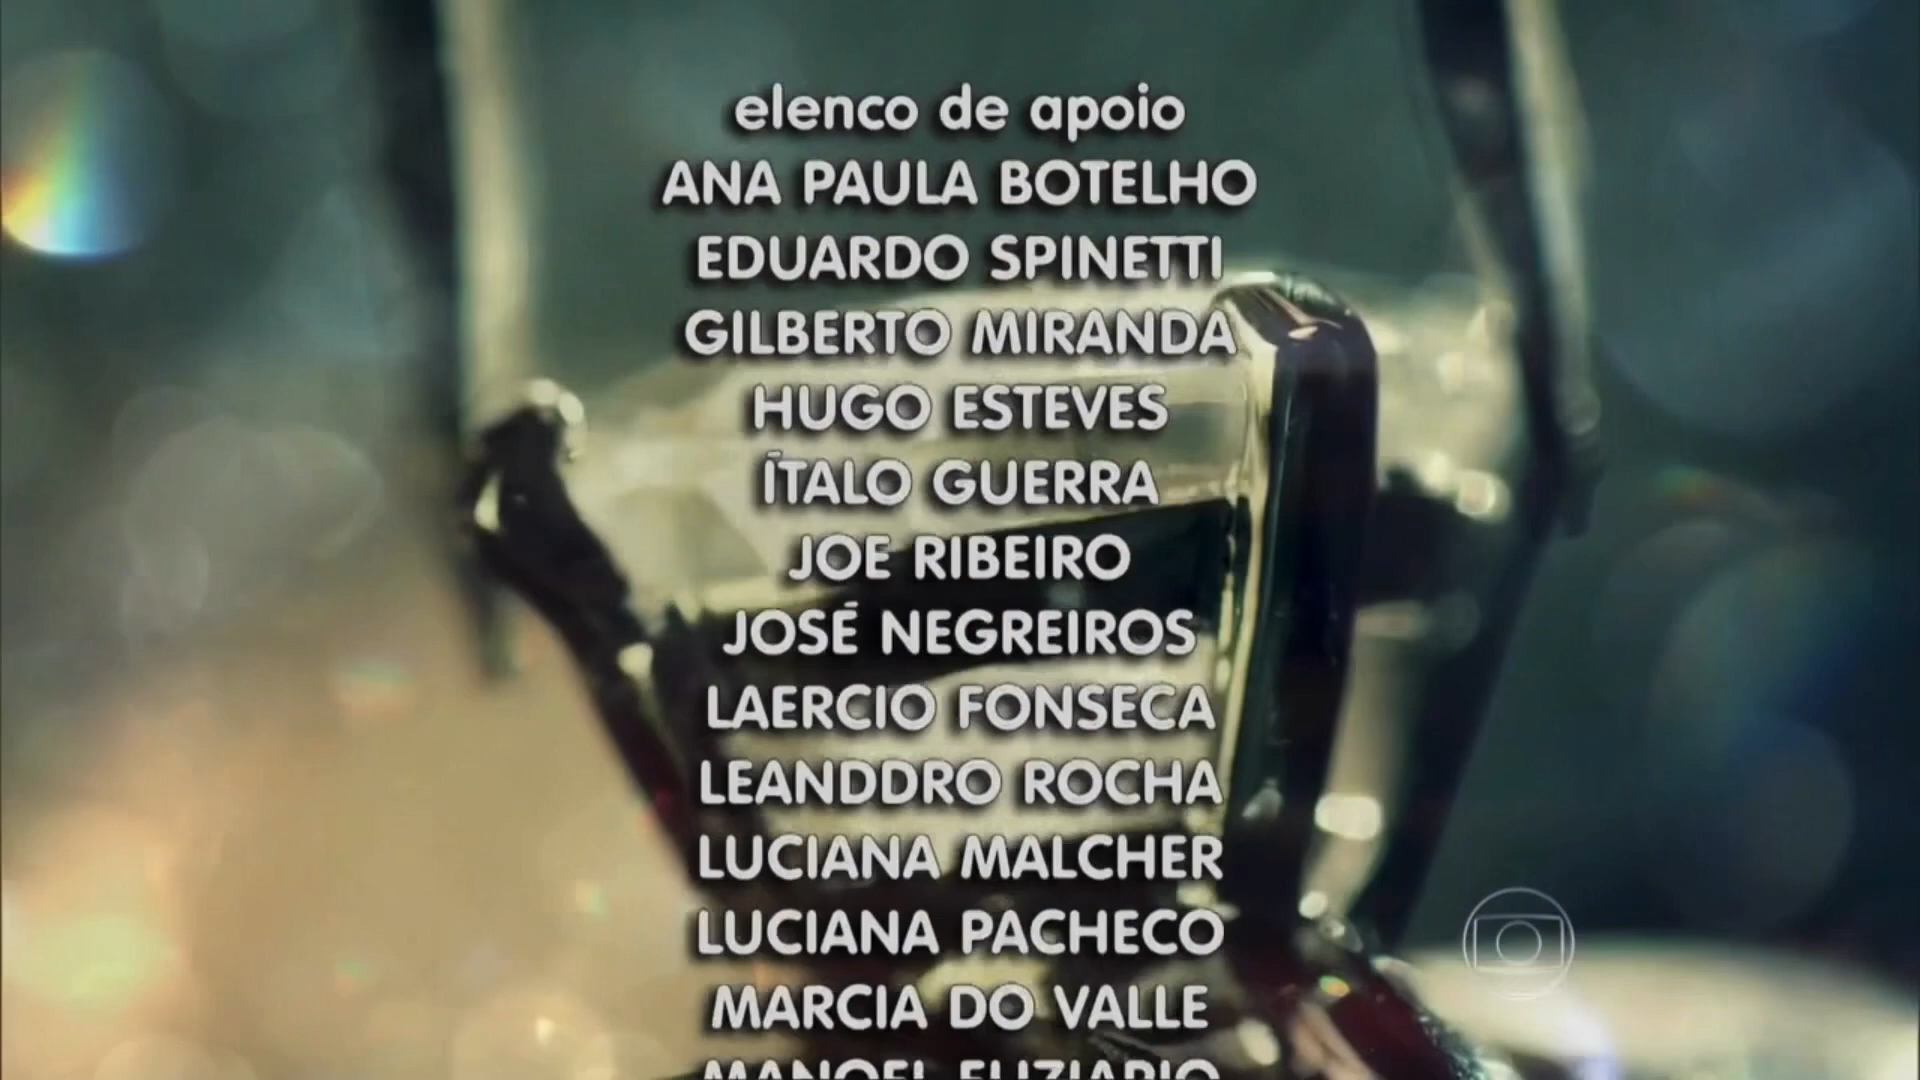 elenco de apoio
ANA PAULA BOTELHO
EDUARDO SPINETTI
GILBERTO MIRANDA
HUGO ESTEVES
ÍTALO GUERRA
JOE RIBEIRO
JOSÉ NEGREIROS
LAERCIO FONSECA
LEANDDRO ROCHA
LUCIANA MALCHER
LUCIANA PACHECO
MARCIA DO VALLE
MANOEL